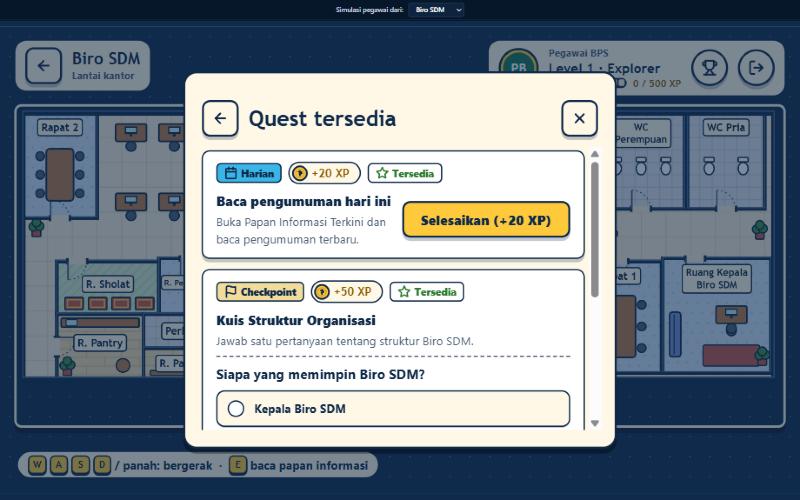 Simulasi pegawai dari: Biro SDM
Biro SDM
Lantai kantor
PB
Pegawai BPS
Level 1 · Explorer
0 / 500 XP
Rapat 2
WC
Perempuan
WC Pria
R. Sholat
R. Pantry
Ruang Kepala
Biro SDM
Quest tersedia
Harian
+20 XP
Tersedia
Baca pengumuman hari ini
Buka Papan Informasi Terkini dan
baca pengumuman terbaru.
Selesaikan (+20 XP)
Checkpoint
+50 XP
Tersedia
Kuis Struktur Organisasi
Jawab satu pertanyaan tentang struktur Biro SDM.
Siapa yang memimpin Biro SDM?
Kepala Biro SDM
W A S D / panah: bergerak · E baca papan informasi